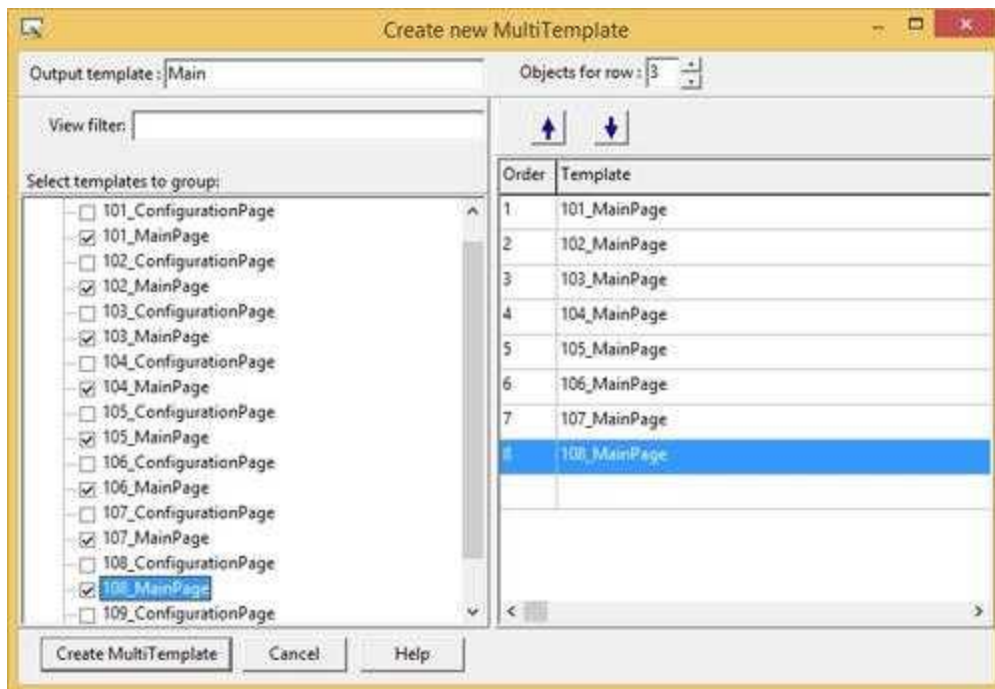 Create new MultiTemplate
Output template : Main
Objects for row : 3
View filter:
Select templates to group:
101_ConfigurationPage
101_MainPage
102_ConfigurationPage
102_MainPage
103_ConfigurationPage
103_MainPage
104_ConfigurationPage
104_MainPage
105_ConfigurationPage
105_MainPage
106_ConfigurationPage
106_MainPage
107_ConfigurationPage
107_MainPage
108_ConfigurationPage
108_MainPage
109_ConfigurationPage
Order Template
1 101_MainPage
2 102_MainPage
3 103_MainPage
4 104_MainPage
5 105_MainPage
6 106_MainPage
7 107_MainPage
8 108_MainPage
Create MultiTemplate Cancel Help